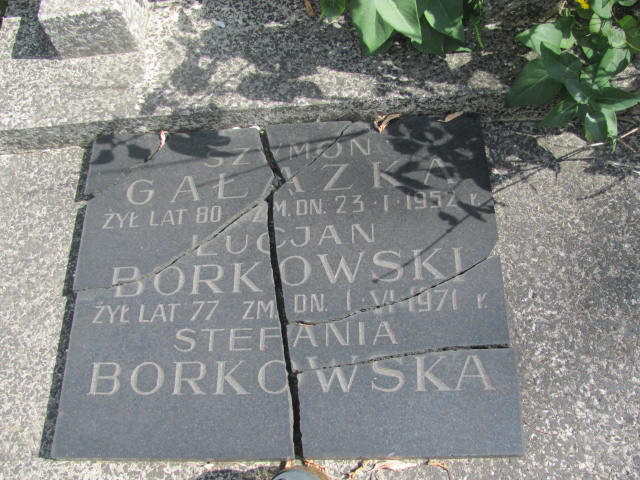 SZYMON
GAŁAZKA
ŻYŁ LAT 80 ZM. DN. 23·I·1952 r.
ŁUCJAN
BORKOWSKI
ŻYŁ LAT 77 ZM. DN. 1·VI·1971 r.
STEFANIA
BORKOWSKA